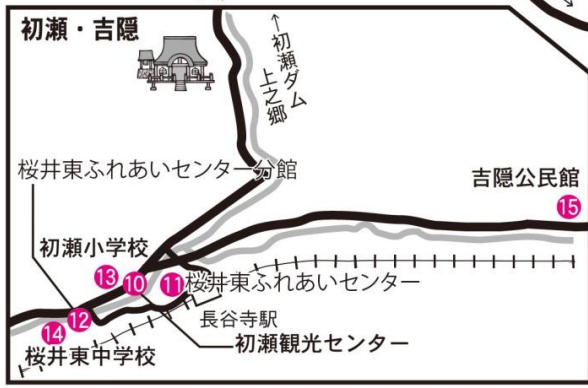 初瀬・吉隠
↑初瀬ダム
上之郷
桜井東ふれあいセンター分館
吉隠公民館
15
初瀬小学校
13
10
11
桜井東ふれあいセンター
12
長谷寺駅
14
初瀬観光センター
桜井東中学校